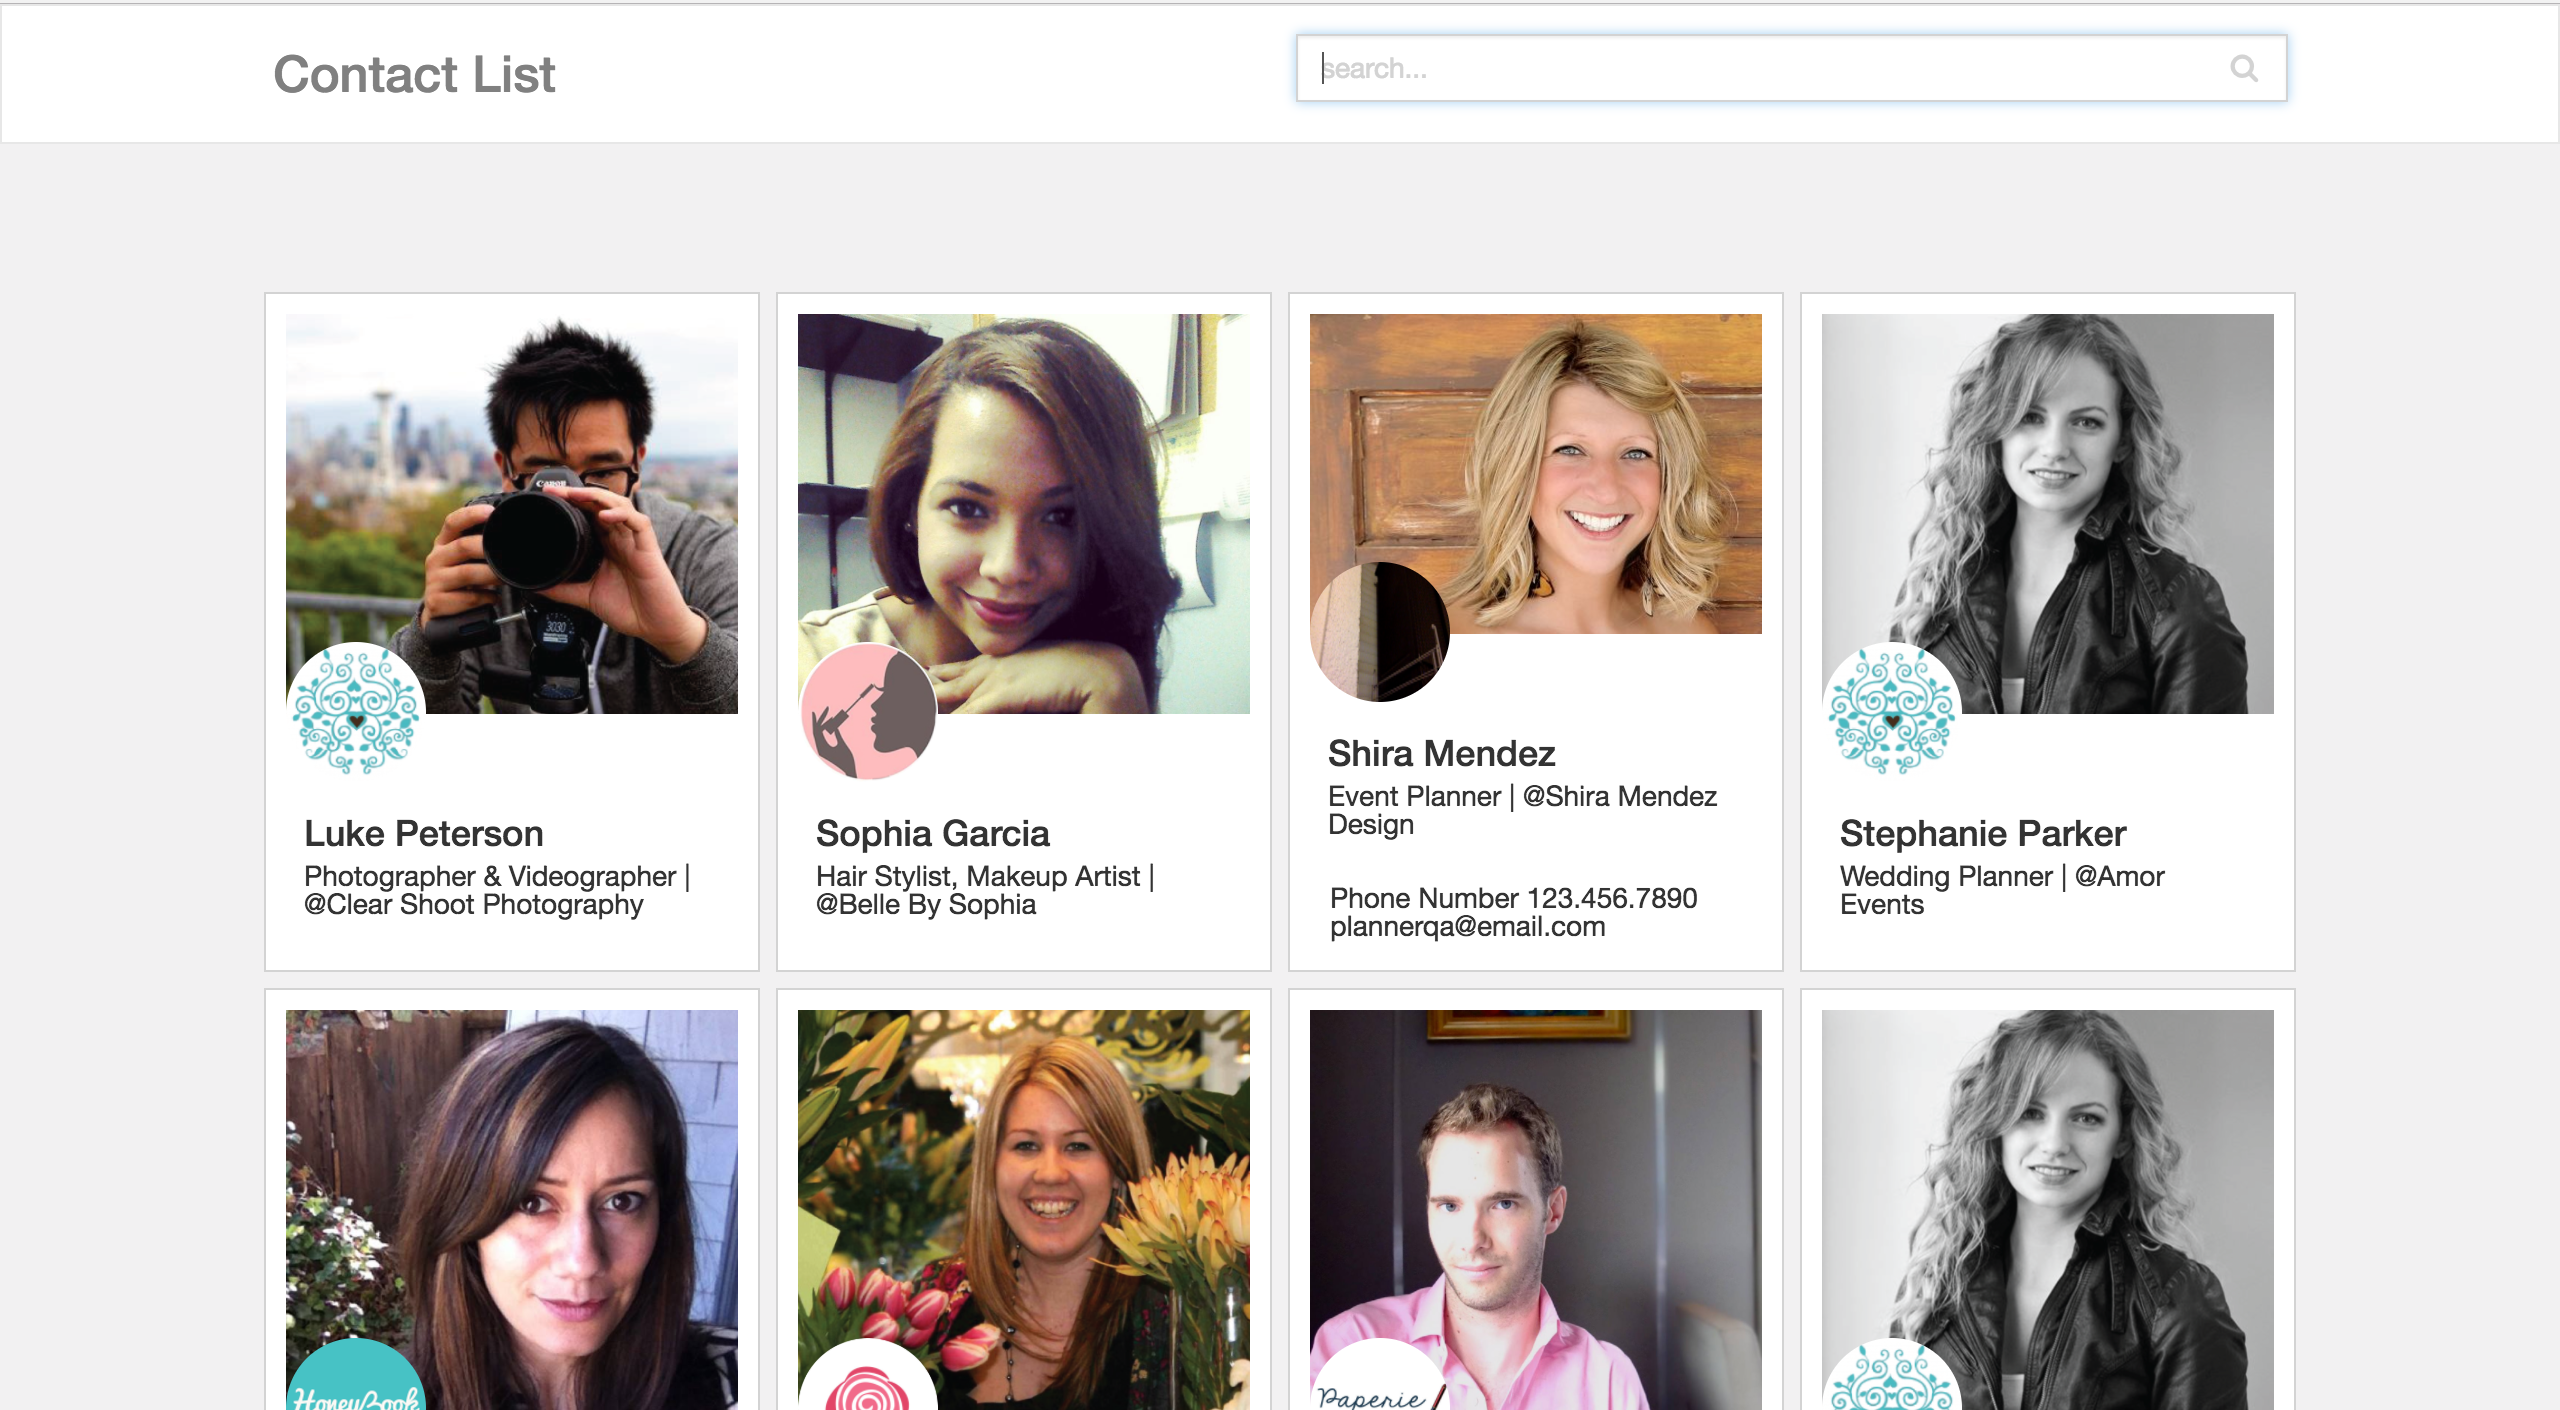 Contact List
search...
Canon
3030
Luke Peterson
Photographer & Videographer |
@Clear Shoot Photography
Sophia Garcia
Hair Stylist, Makeup Artist |
@Belle By Sophia
Shira Mendez
Event Planner | @Shira Mendez
Design
Phone Number 123.456.7890
plannerqa@email.com
Stephanie Parker
Wedding Planner | @Amor
Events
HoneyBook
Paperie